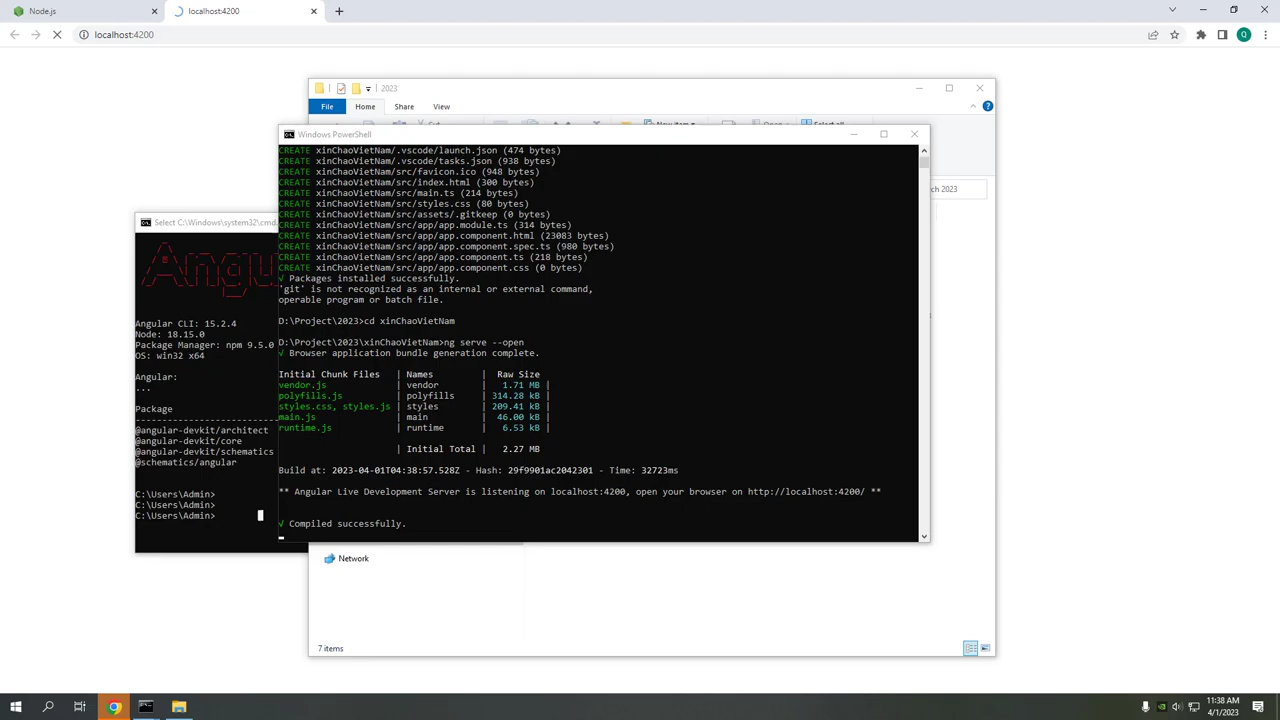 Node.js
localhost:4200
localhost:4200
2023
File
Home
Share
View
Cut
New item
Open
Select all
Windows PowerShell
CREATE xinChaoVietNam/.vscode/launch.json (474 bytes)
CREATE xinChaoVietNam/.vscode/tasks.json (938 bytes)
CREATE xinChaoVietNam/src/favicon.ico (948 bytes)
CREATE xinChaoVietNam/src/index.html (300 bytes)
CREATE xinChaoVietNam/src/main.ts (214 bytes)
CREATE xinChaoVietNam/src/styles.css (80 bytes)
CREATE xinChaoVietNam/src/assets/.gitkeep (0 bytes)
CREATE xinChaoVietNam/src/app/app.module.ts (314 bytes)
CREATE xinChaoVietNam/src/app/app.component.html (23083 bytes)
CREATE xinChaoVietNam/src/app/app.component.spec.ts (980 bytes)
CREATE xinChaoVietNam/src/app/app.component.ts (218 bytes)
CREATE xinChaoVietNam/src/app/app.component.css (0 bytes)
√ Packages installed successfully.
'git' is not recognized as an internal or external command,
operable program or batch file.
D:\Project\2023>cd xinChaoVietNam
D:\Project\2023\xinChaoVietNam>ng serve --open
√ Browser application bundle generation complete.
Initial Chunk Files | Names | Raw Size
vendor.js | vendor | 1.71 MB |
polyfills.js | polyfills | 314.28 kB |
styles.css, styles.js | styles | 209.41 kB |
main.js | main | 46.00 kB |
runtime.js | runtime | 6.53 kB |
| Initial Total | 2.27 MB
Build at: 2023-04-01T04:38:57.528Z - Hash: 29f9901ac2042301 - Time: 32723ms
** Angular Live Development Server is listening on localhost:4200, open your browser on http://localhost:4200/ **
√ Compiled successfully.
rch 2023
Select C:\Windows\system32\cmd.
Angular CLI: 15.2.4
Node: 18.15.0
Package Manager: npm 9.5.0
OS: win32 x64
Angular:
...
Package
@angular-devkit/architect
@angular-devkit/core
@angular-devkit/schematics
@schematics/angular
C:\Users\Admin>
C:\Users\Admin>
C:\Users\Admin>
Network
7 items
Q
11:38 AM
4/1/2023